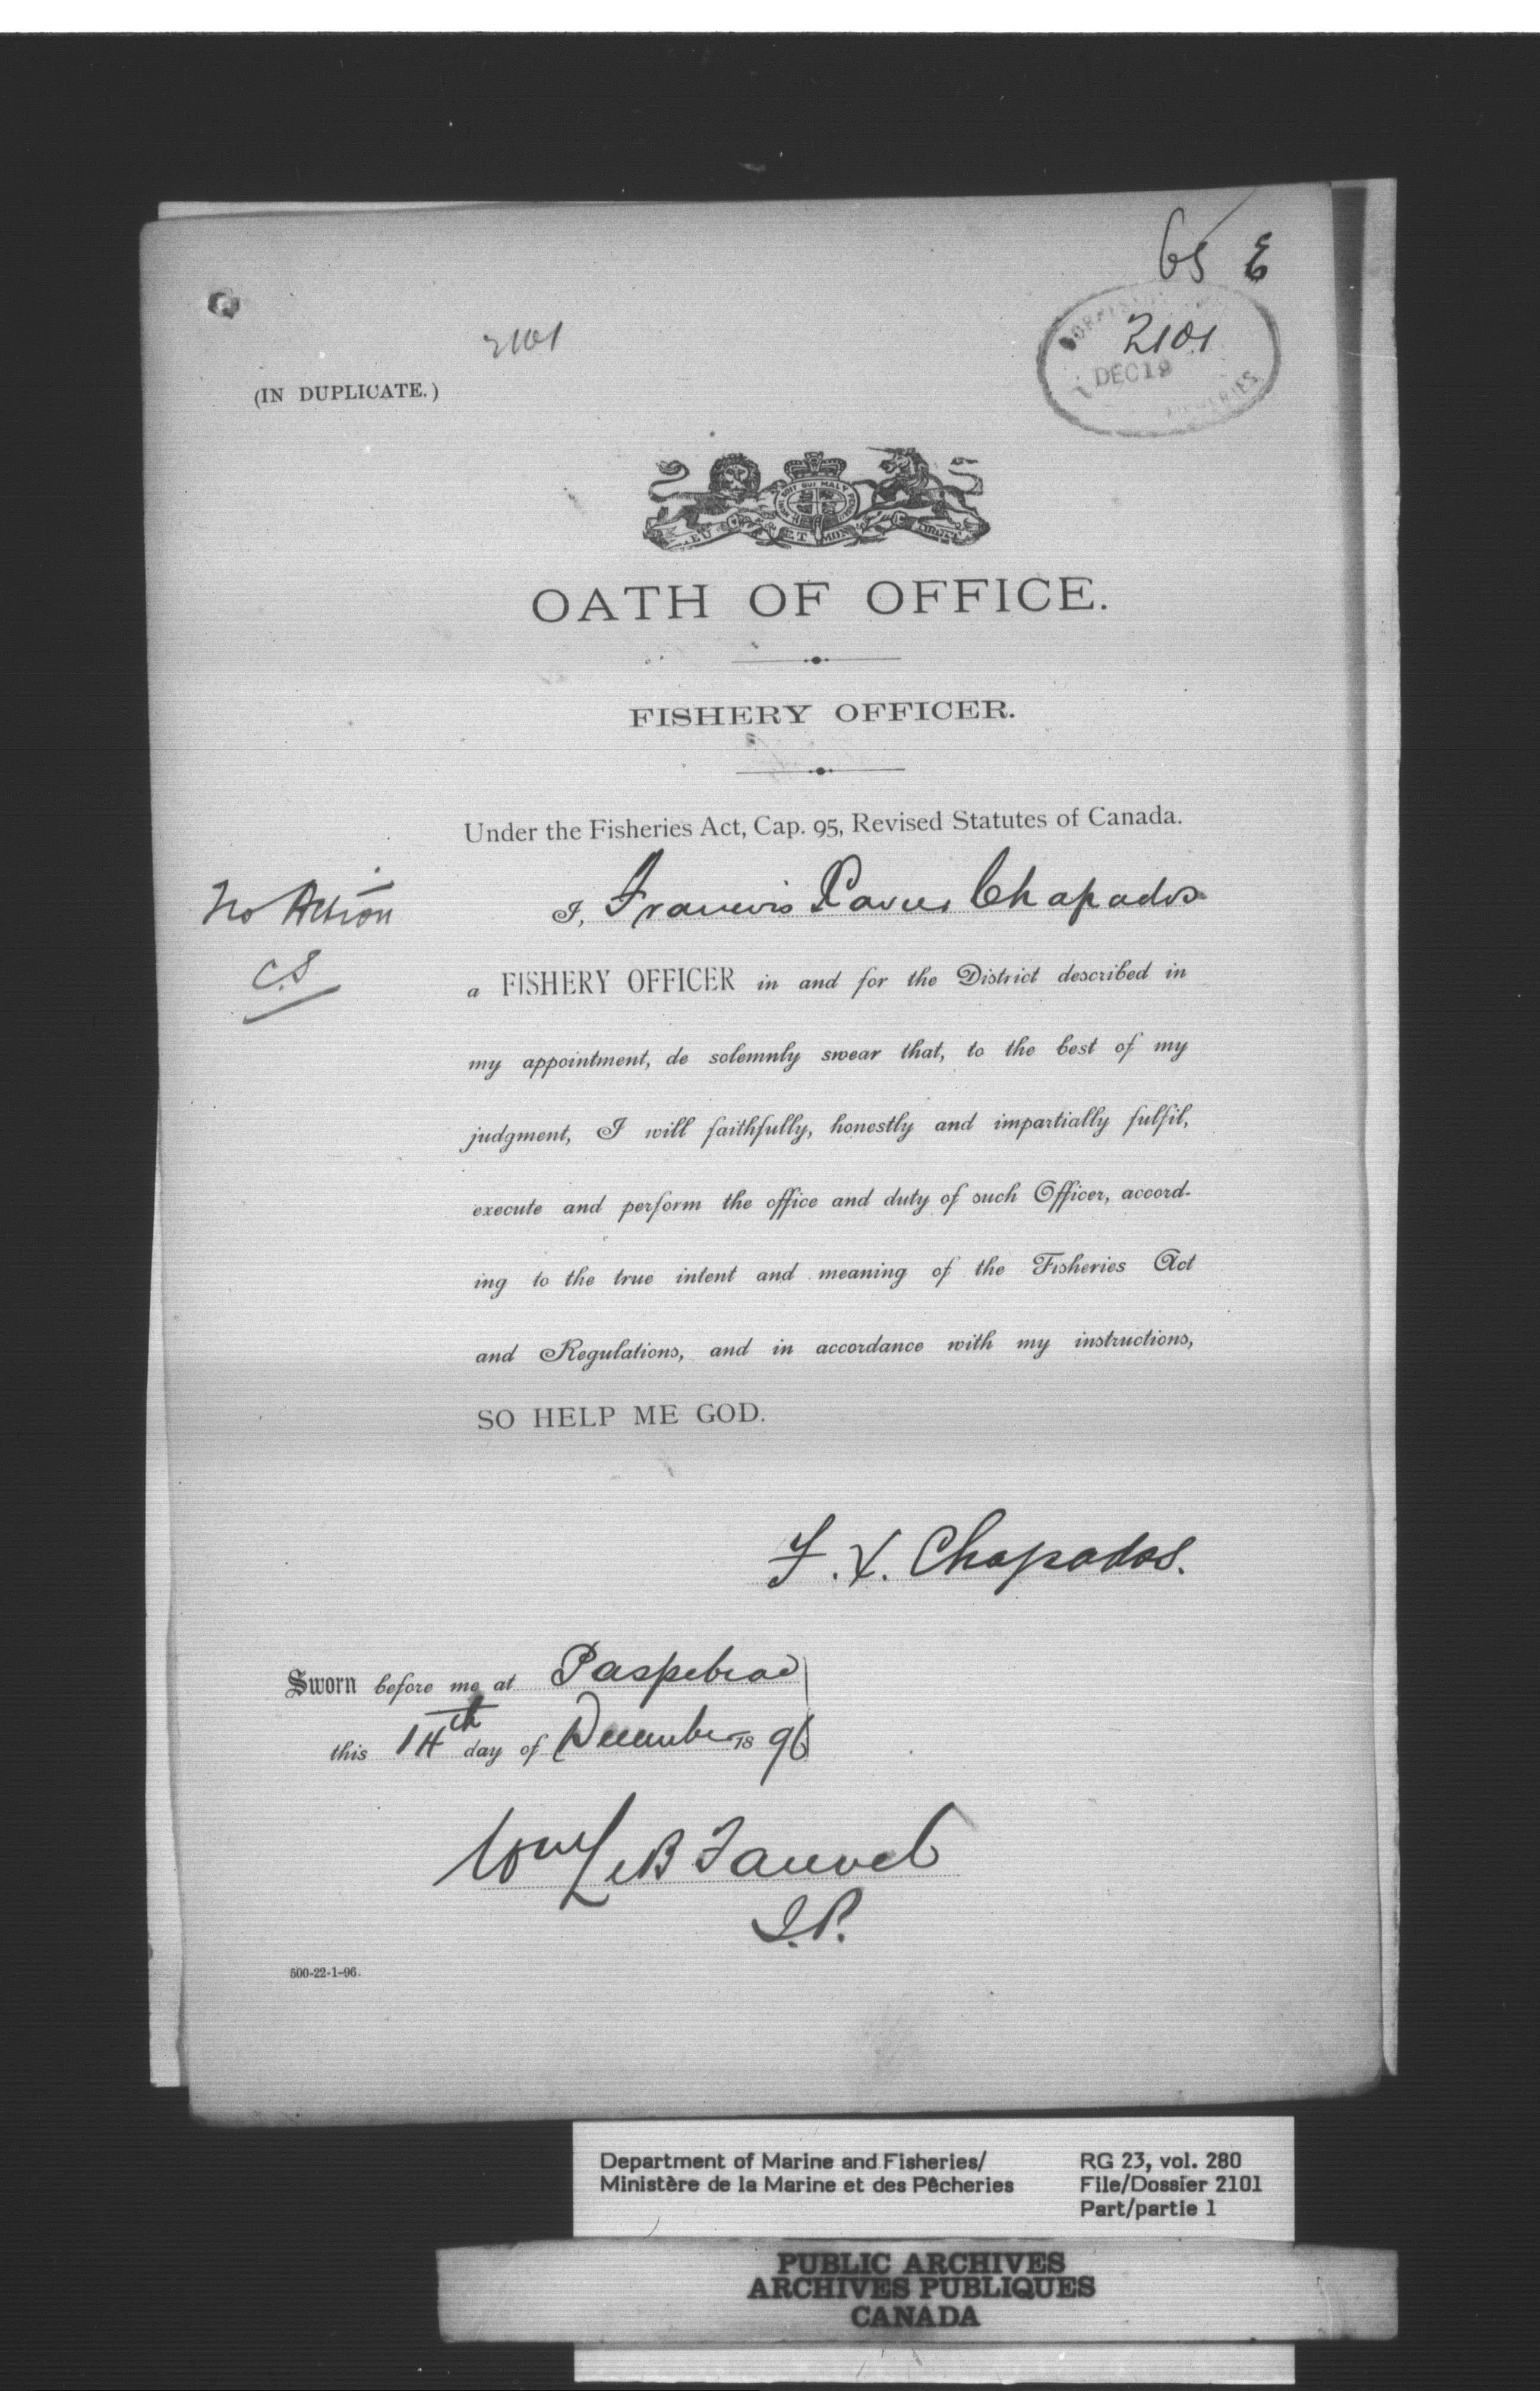 65 E
2101
2101
DEC 19
FISHERIES
(IN DUPLICATE.)
OATH OF OFFICE.
FISHERY OFFICER.
Under the Fisheries Act, Cap. 95, Revised Statutes of Canada.
No Action
C.S
I, Francis Xavier Chapados
a FISHERY OFFICER in and for the District described in
my appointment, do solemnly swear that, to the best of my
judgment, I will faithfully, honestly and impartially fulfil,
execute and perform the office and duty of such Officer, accord-
ing to the true intent and meaning of the Fisheries Act
and Regulations, and in accordance with my instructions,
SO HELP ME GOD.
F. X. Chapados.
Sworn before me at Paspebiac
this 14th day of December 1896
Wm LeB Fauvel
J.P.
500-22-1-96.
Department of Marine and Fisheries/
Ministère de la Marine et des Pêcheries
RG 23, vol. 280
File/Dossier 2101
Part/partie 1
PUBLIC ARCHIVES
ARCHIVES PUBLIQUES
CANADA